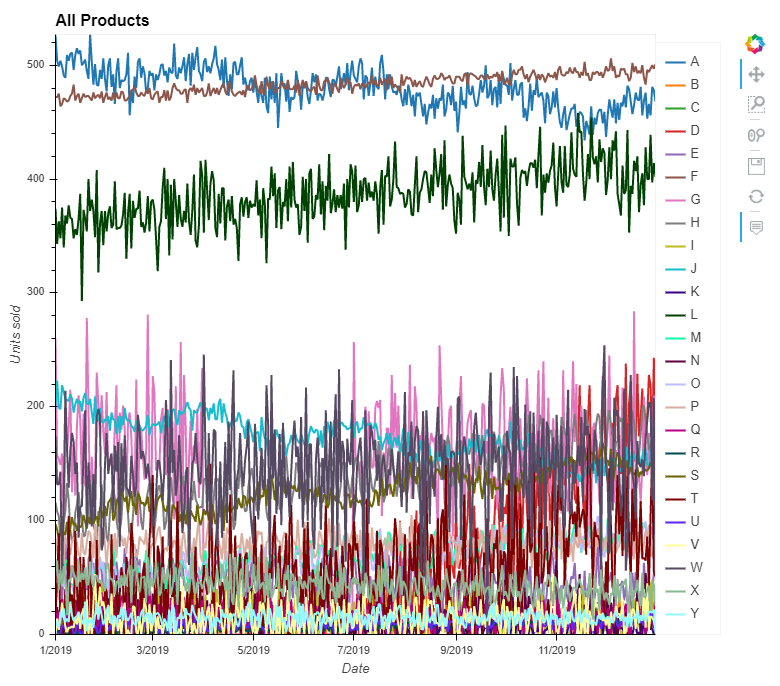 All Products
500
400
300
200
100
0
Units sold
1/2019
3/2019
5/2019
7/2019
9/2019
11/2019
Date
A
B
C
D
E
F
G
H
I
J
K
L
M
N
O
P
Q
R
S
T
U
V
W
X
Y